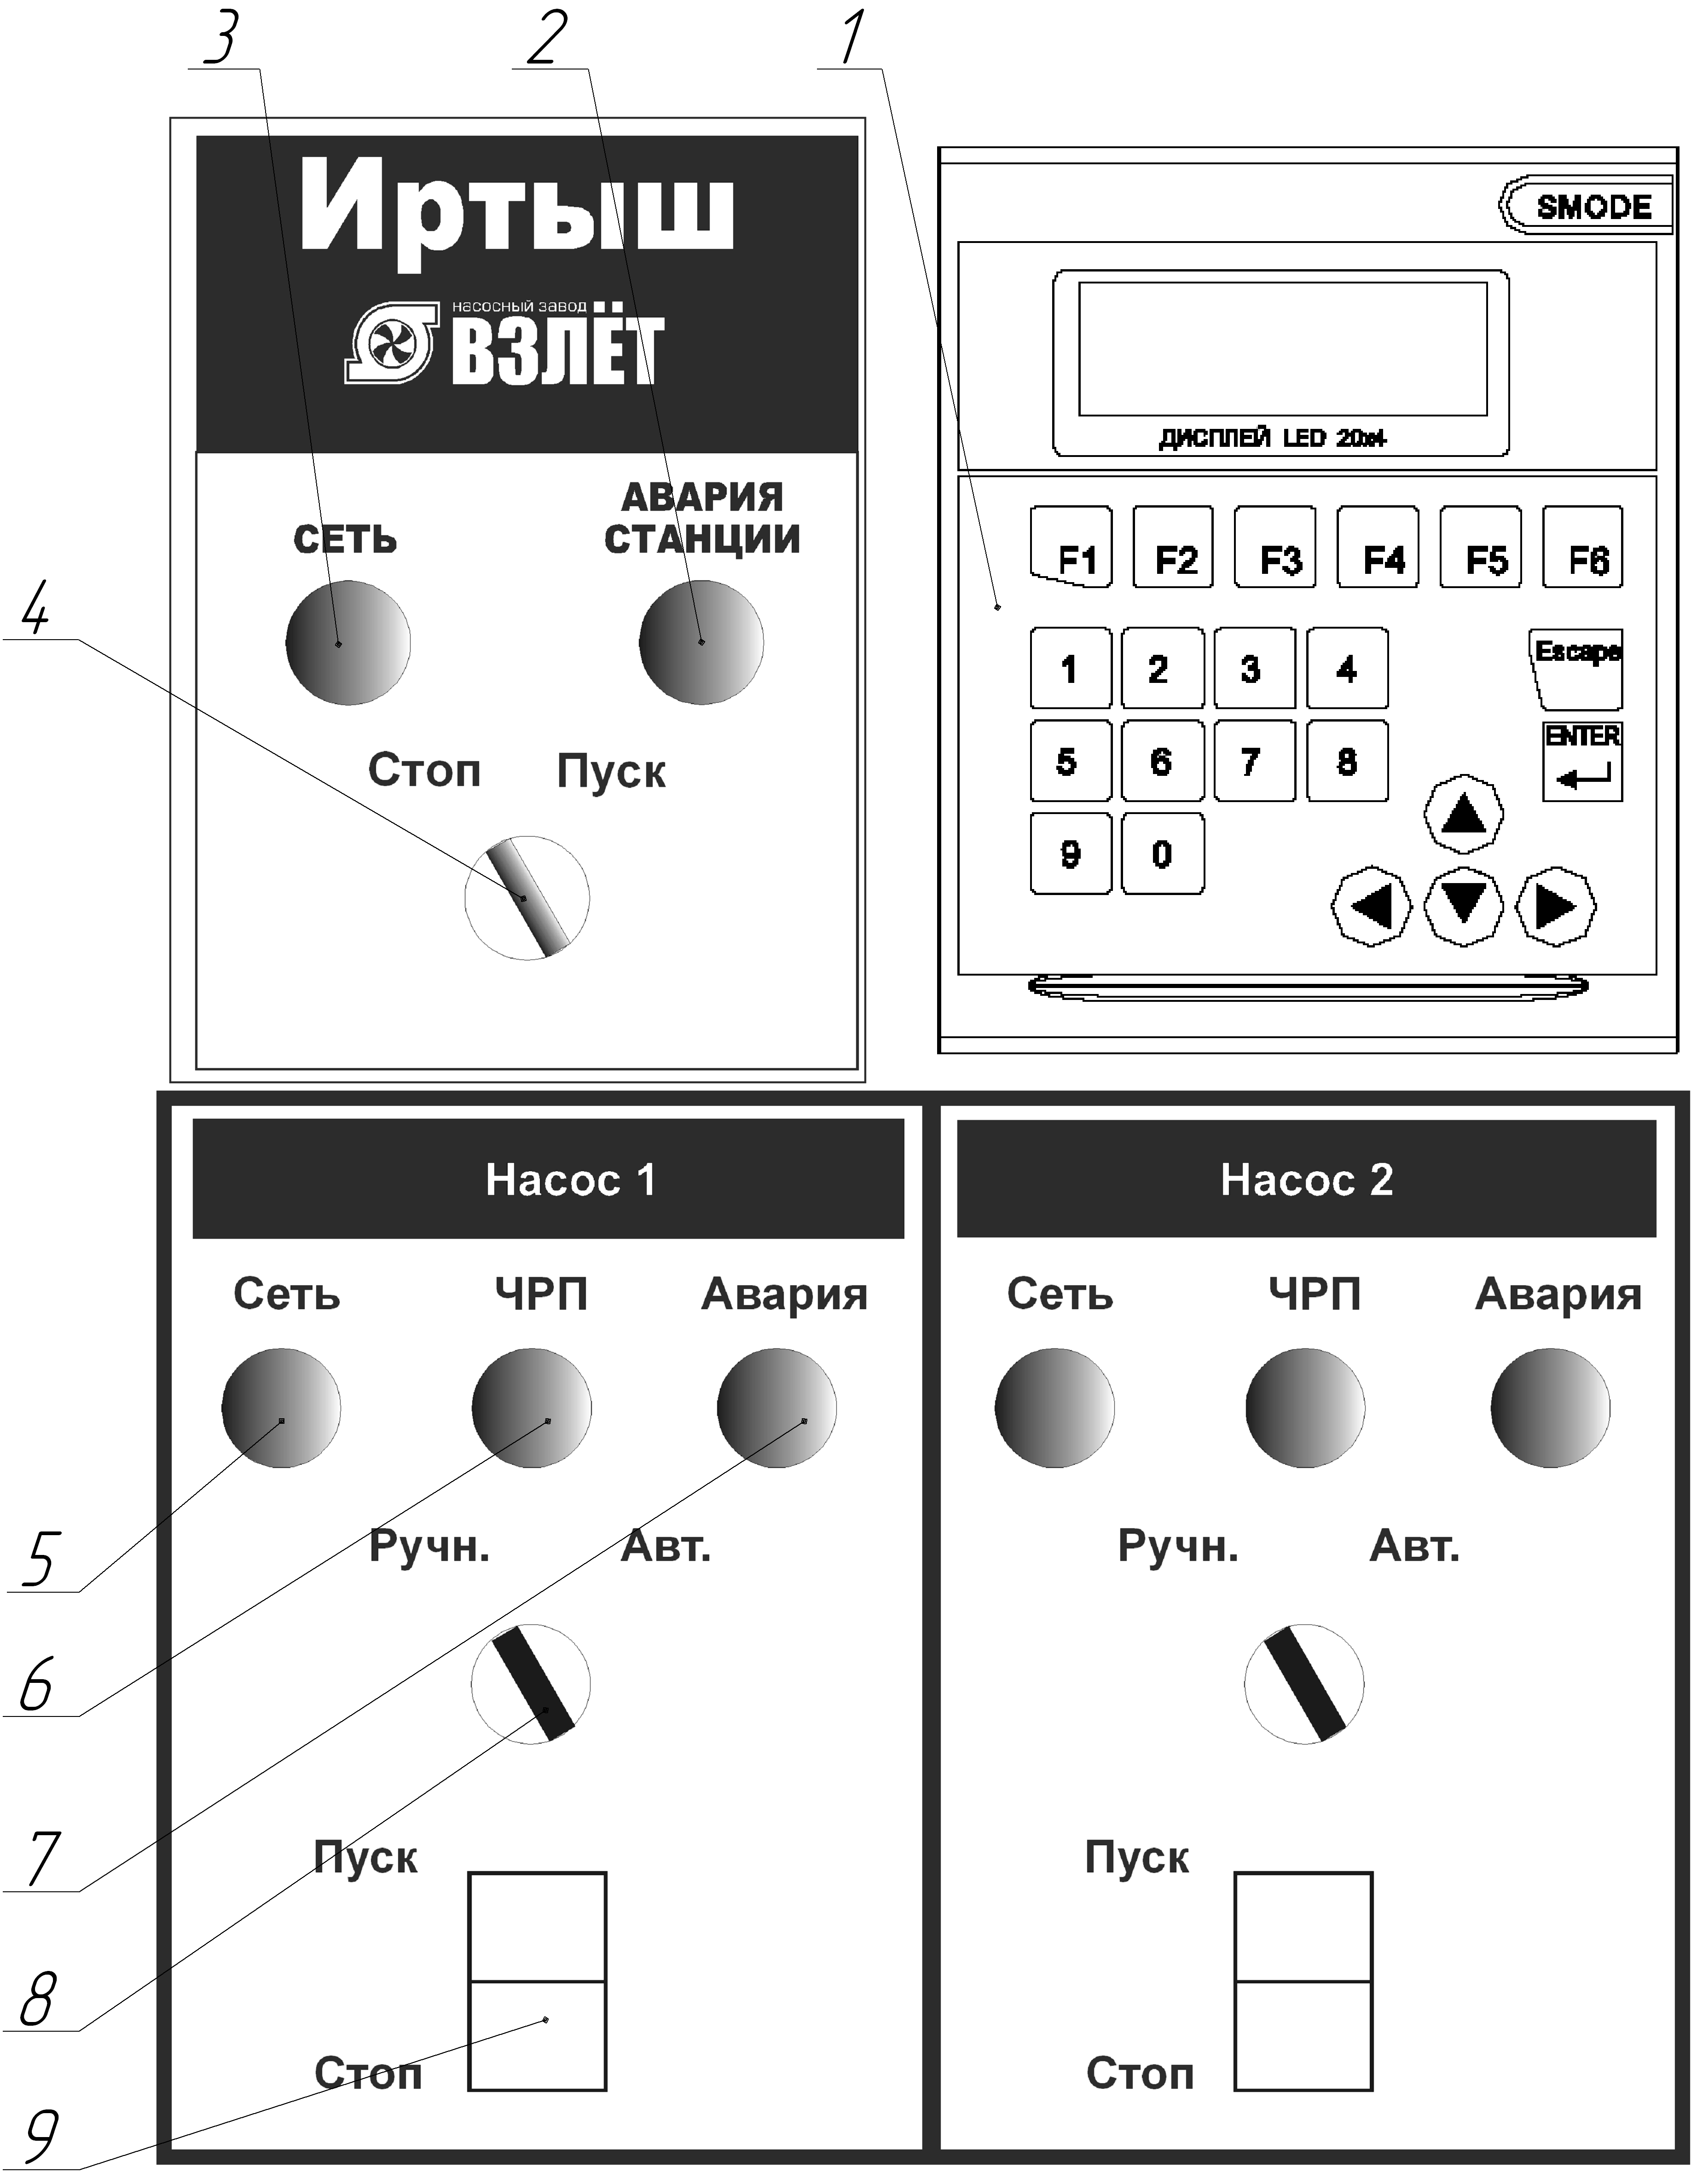 3 2 1
Иртыш
насосный завод
ВЗЛЁТ
СЕТЬ
АВАРИЯ
СТАНЦИИ
4
Стоп Пуск
SMODE
ДИСПЛЕЙ LED 20x4
F1 F2 F3 F4 F5 F6
1 2 3 4
Escape
5 6 7 8
ENTER
9 0
Насос 1
Сеть ЧРП Авария
5
Ручн. Авт.
6
7
Пуск
8
Стоп
9
Насос 2
Сеть ЧРП Авария
Ручн. Авт.
Пуск
Стоп